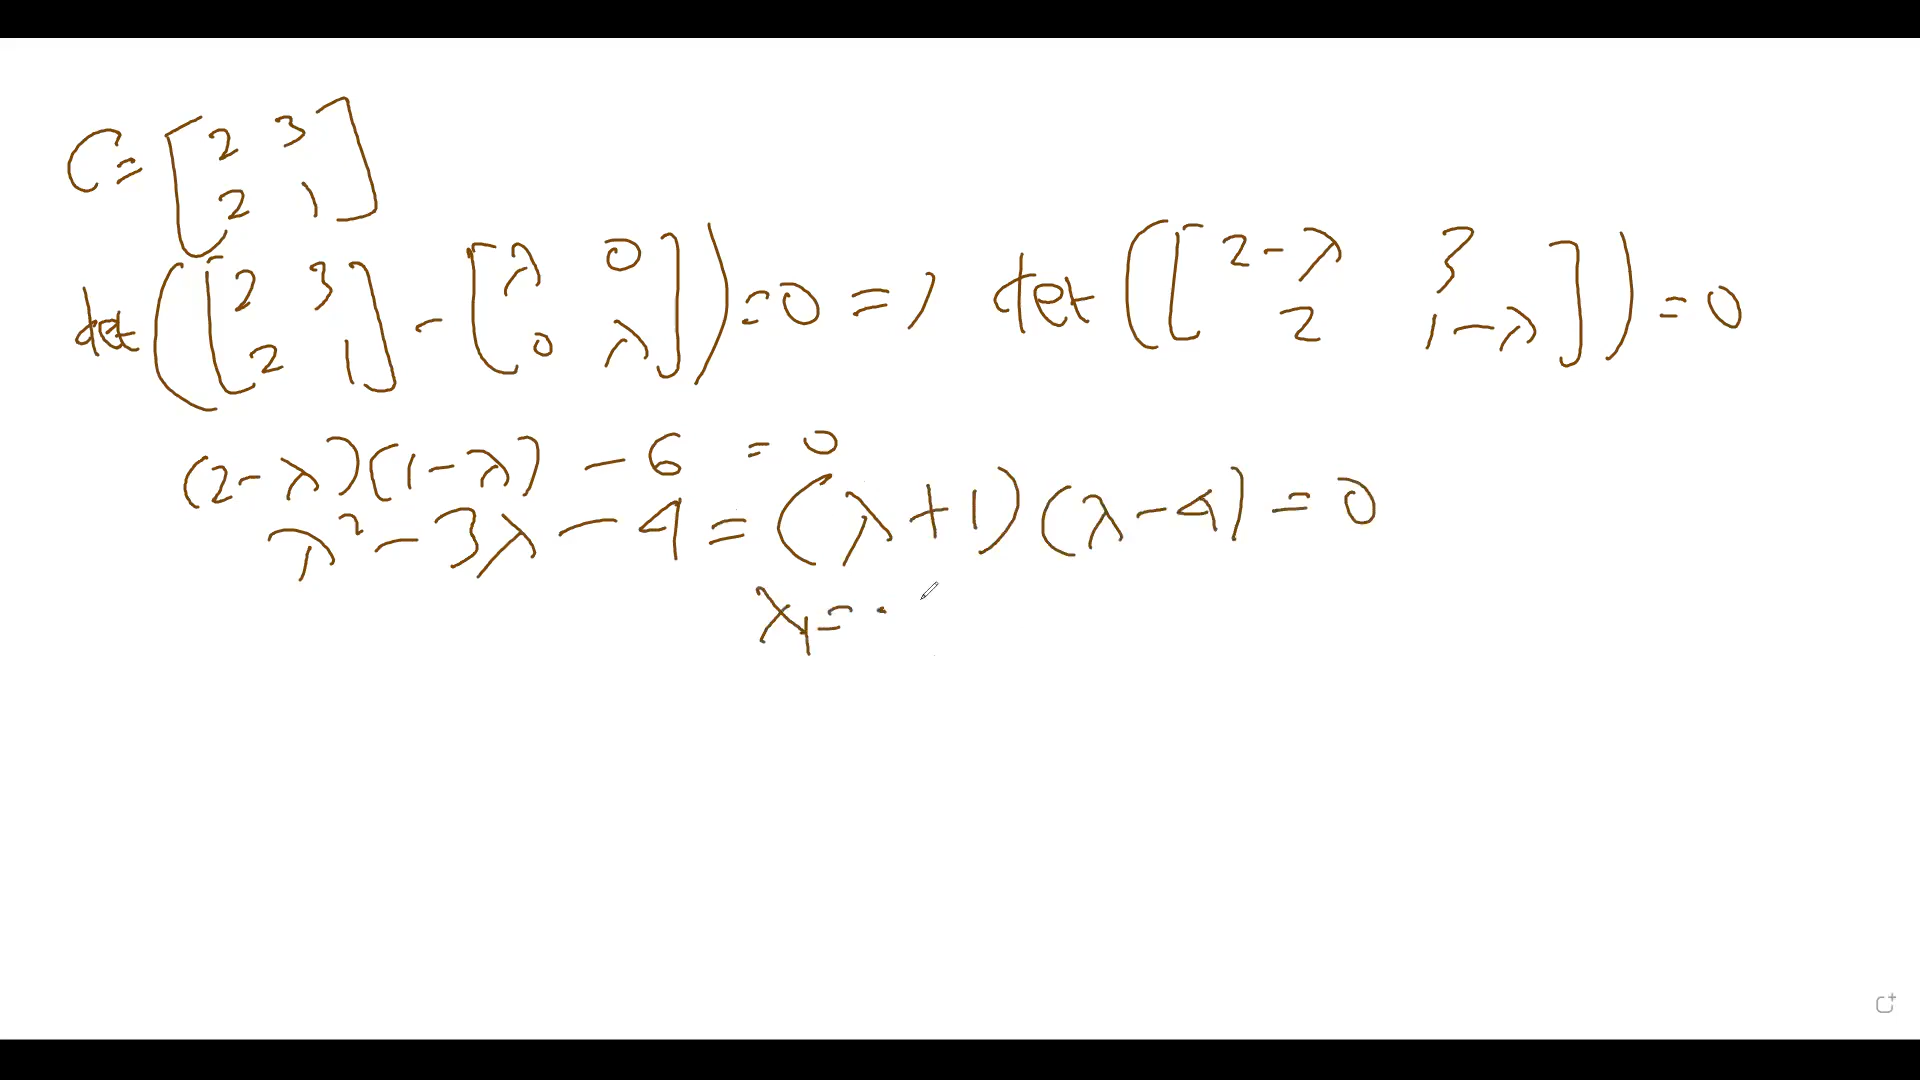 C = [2 3
2 1]
det([2 3
2 1] - [λ 0
0 λ]) = 0 => det([2-λ 3
2 1-λ]) = 0
(2-λ)(1-λ) - 6 = 0
λ² - 3λ - 4 = (λ+1)(λ-4) = 0
λ₁ = -